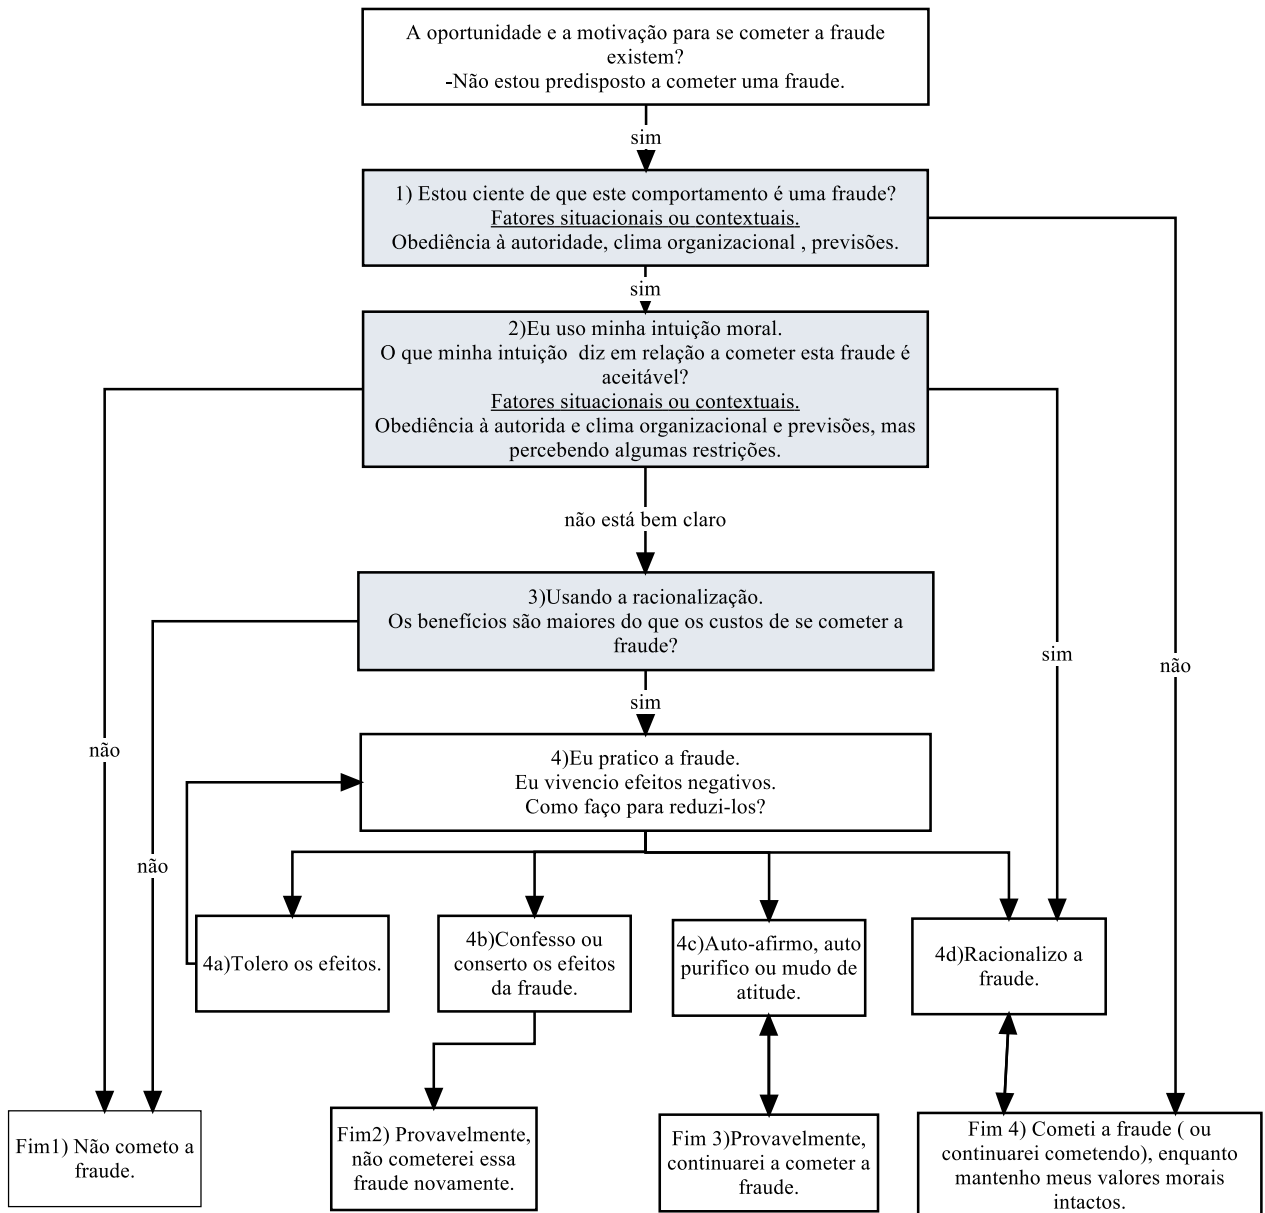 A oportunidade e a motivação para se cometer a fraude
existem?
-Não estou predisposto a cometer uma fraude.
sim
1) Estou ciente de que este comportamento é uma fraude?
Fatores situacionais ou contextuais.
Obediência à autoridade, clima organizacional , previsões.
sim
2)Eu uso minha intuição moral.
O que minha intuição  diz em relação a cometer esta fraude é
aceitável?
Fatores situacionais ou contextuais.
Obediência à autorida e clima organizacional e previsões, mas
percebendo algumas restrições.
não está bem claro
3)Usando a racionalização.
Os benefícios são maiores do que os custos de se cometer a
fraude?
sim
não
sim
não
4)Eu pratico a fraude.
Eu vivencio efeitos negativos.
Como faço para reduzi-los?
não
4a)Tolero os efeitos.
4b)Confesso ou
conserto os efeitos
da fraude.
4c)Auto-afirmo, auto
purifico ou mudo de
atitude.
4d)Racionalizo a
fraude.
Fim1) Não cometo a
fraude.
Fim2) Provavelmente,
não cometerei essa
fraude novamente.
Fim 3)Provavelmente,
continuarei a cometer a
fraude.
Fim 4) Cometi a fraude ( ou
continuarei cometendo), enquanto
mantenho meus valores morais
intactos.